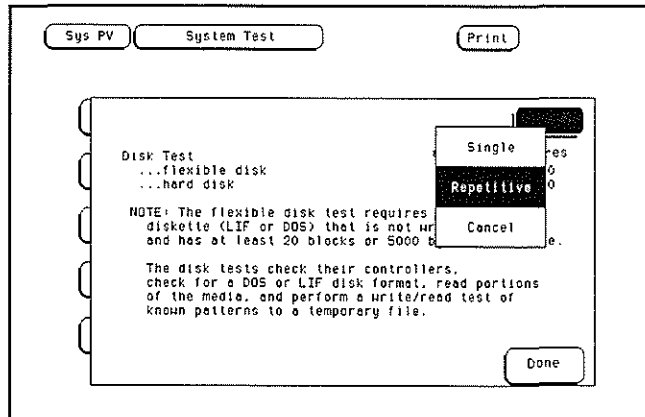 Sys PV
System Test
Print
Disk Test
...flexible disk
...hard disk
Single
Repetitive
Cancel
NOTE: The flexible disk test requires
diskette (LIF or DOS) that is not
and has at least 20 blocks or 5000
The disk tests check their controllers,
check for a DOS or LIF disk format, read portions
of the media, and perform a write/read test of
known patterns to a temporary file.
Done